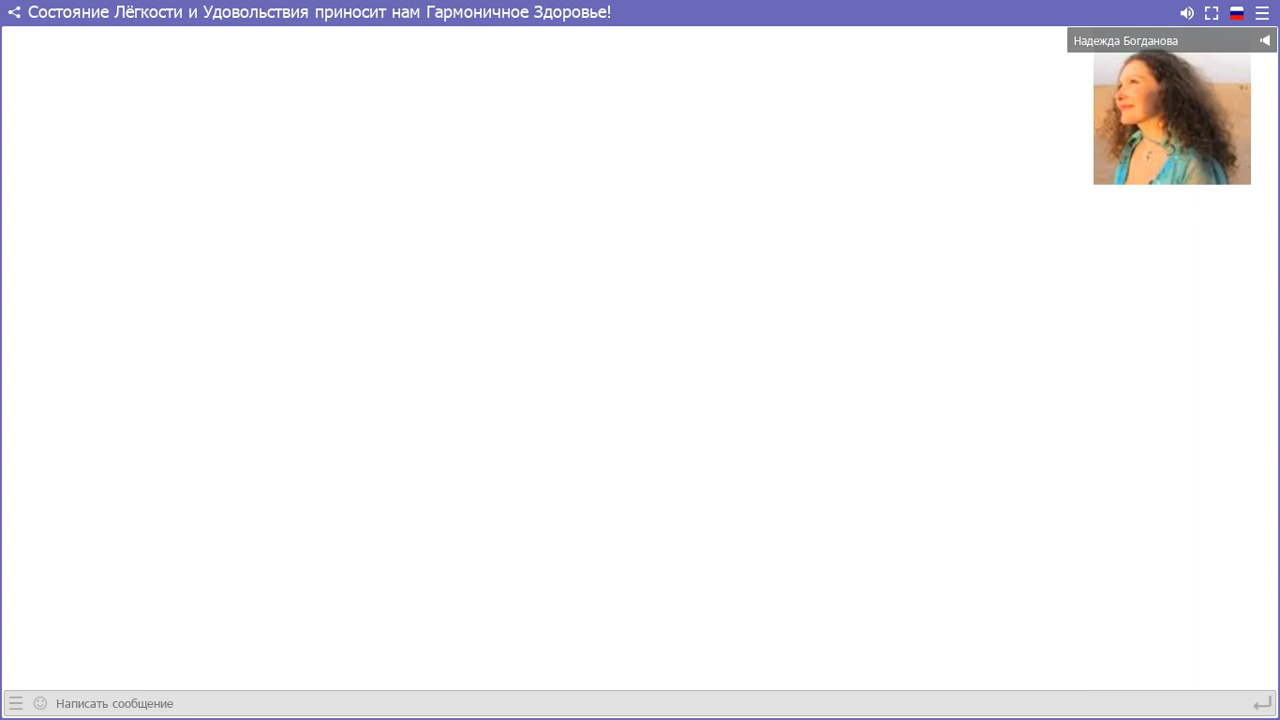 Состояние Лёгкости и Удовольствия приносит нам Гармоничное Здоровье!
Надежда Богданова
Написать сообщение